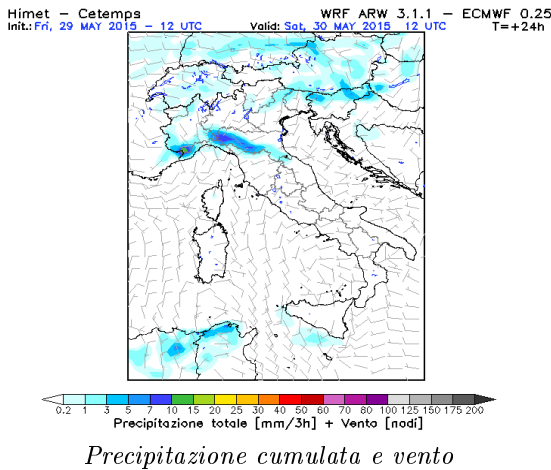 Himet - Cetemps WRF ARW 3.1.1 - ECMWF 0.25
Init.: Fri, 29 MAY 2015 - 12 UTC Valid: Sat, 30 MAY 2015 12 UTC T=+24h
0.2 1 3 5 7 10 15 20 25 30 40 50 60 70 80 100 125 150 175 200
Precipitazione totale [mm/3h] + Vento [nodi]
Precipitazione cumulata e vento